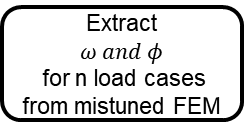 Extract
ω and ϕ
for n load cases
from mistuned FEM